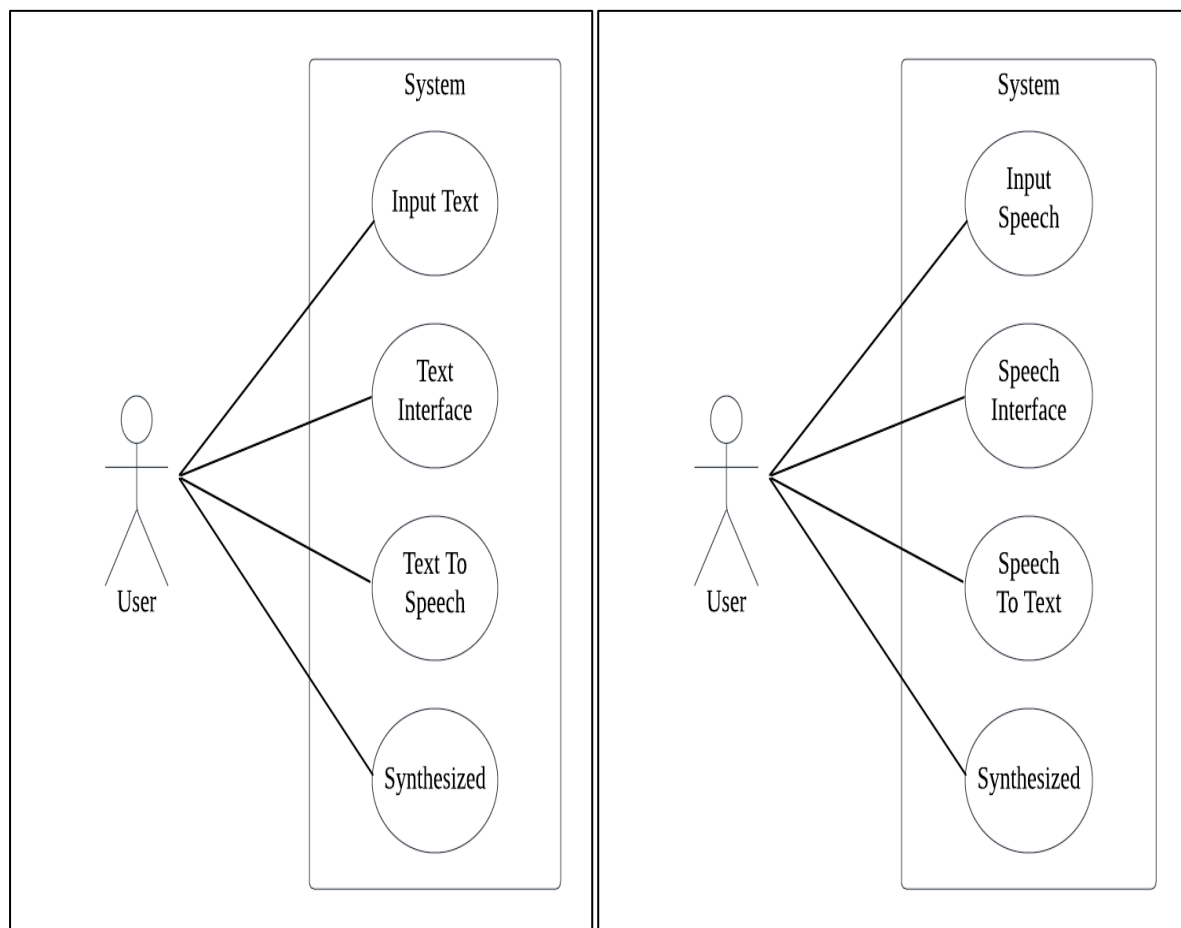 System
Input Text
Text
Interface
Text To
Speech
Synthesized
User
System
Input
Speech
Speech
Interface
Speech
To Text
Synthesized
User